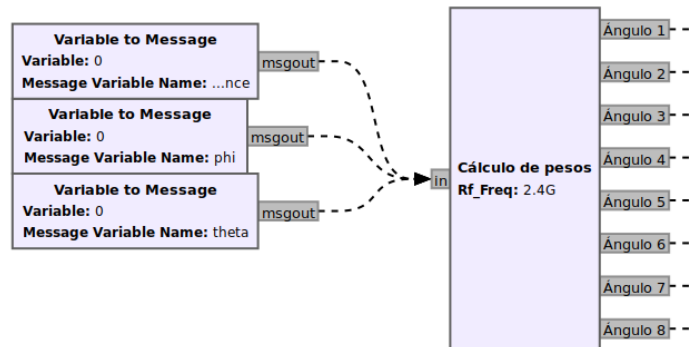 Variable to Message
Variable: 0
Message Variable Name: ...nce
msgout
Variable to Message
Variable: 0
Message Variable Name: phi
msgout
Variable to Message
Variable: 0
Message Variable Name: theta
msgout
in
Cálculo de pesos
Rf_Freq: 2.4G
Ángulo 1
Ángulo 2
Ángulo 3
Ángulo 4
Ángulo 5
Ángulo 6
Ángulo 7
Ángulo 8